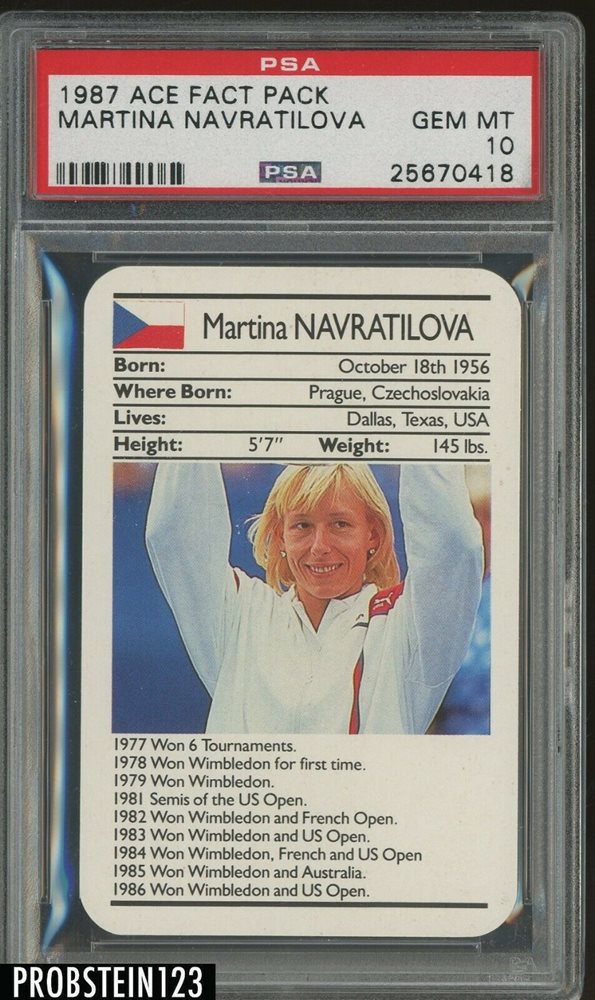 PSA
1987 ACE FACT PACK
MARTINA NAVRATILOVA GEM MT
10
PSA 25670418
Martina NAVRATILOVA
Born: October 18th 1956
Where Born: Prague, Czechoslovakia
Lives: Dallas, Texas, USA
Height: 5'7" Weight: 145 lbs.
1977 Won 6 Tournaments.
1978 Won Wimbledon for first time.
1979 Won Wimbledon.
1981 Semis of the US Open.
1982 Won Wimbledon and French Open.
1983 Won Wimbledon and US Open.
1984 Won Wimbledon, French and US Open
1985 Won Wimbledon and Australia.
1986 Won Wimbledon and US Open.
PROBSTEIN123